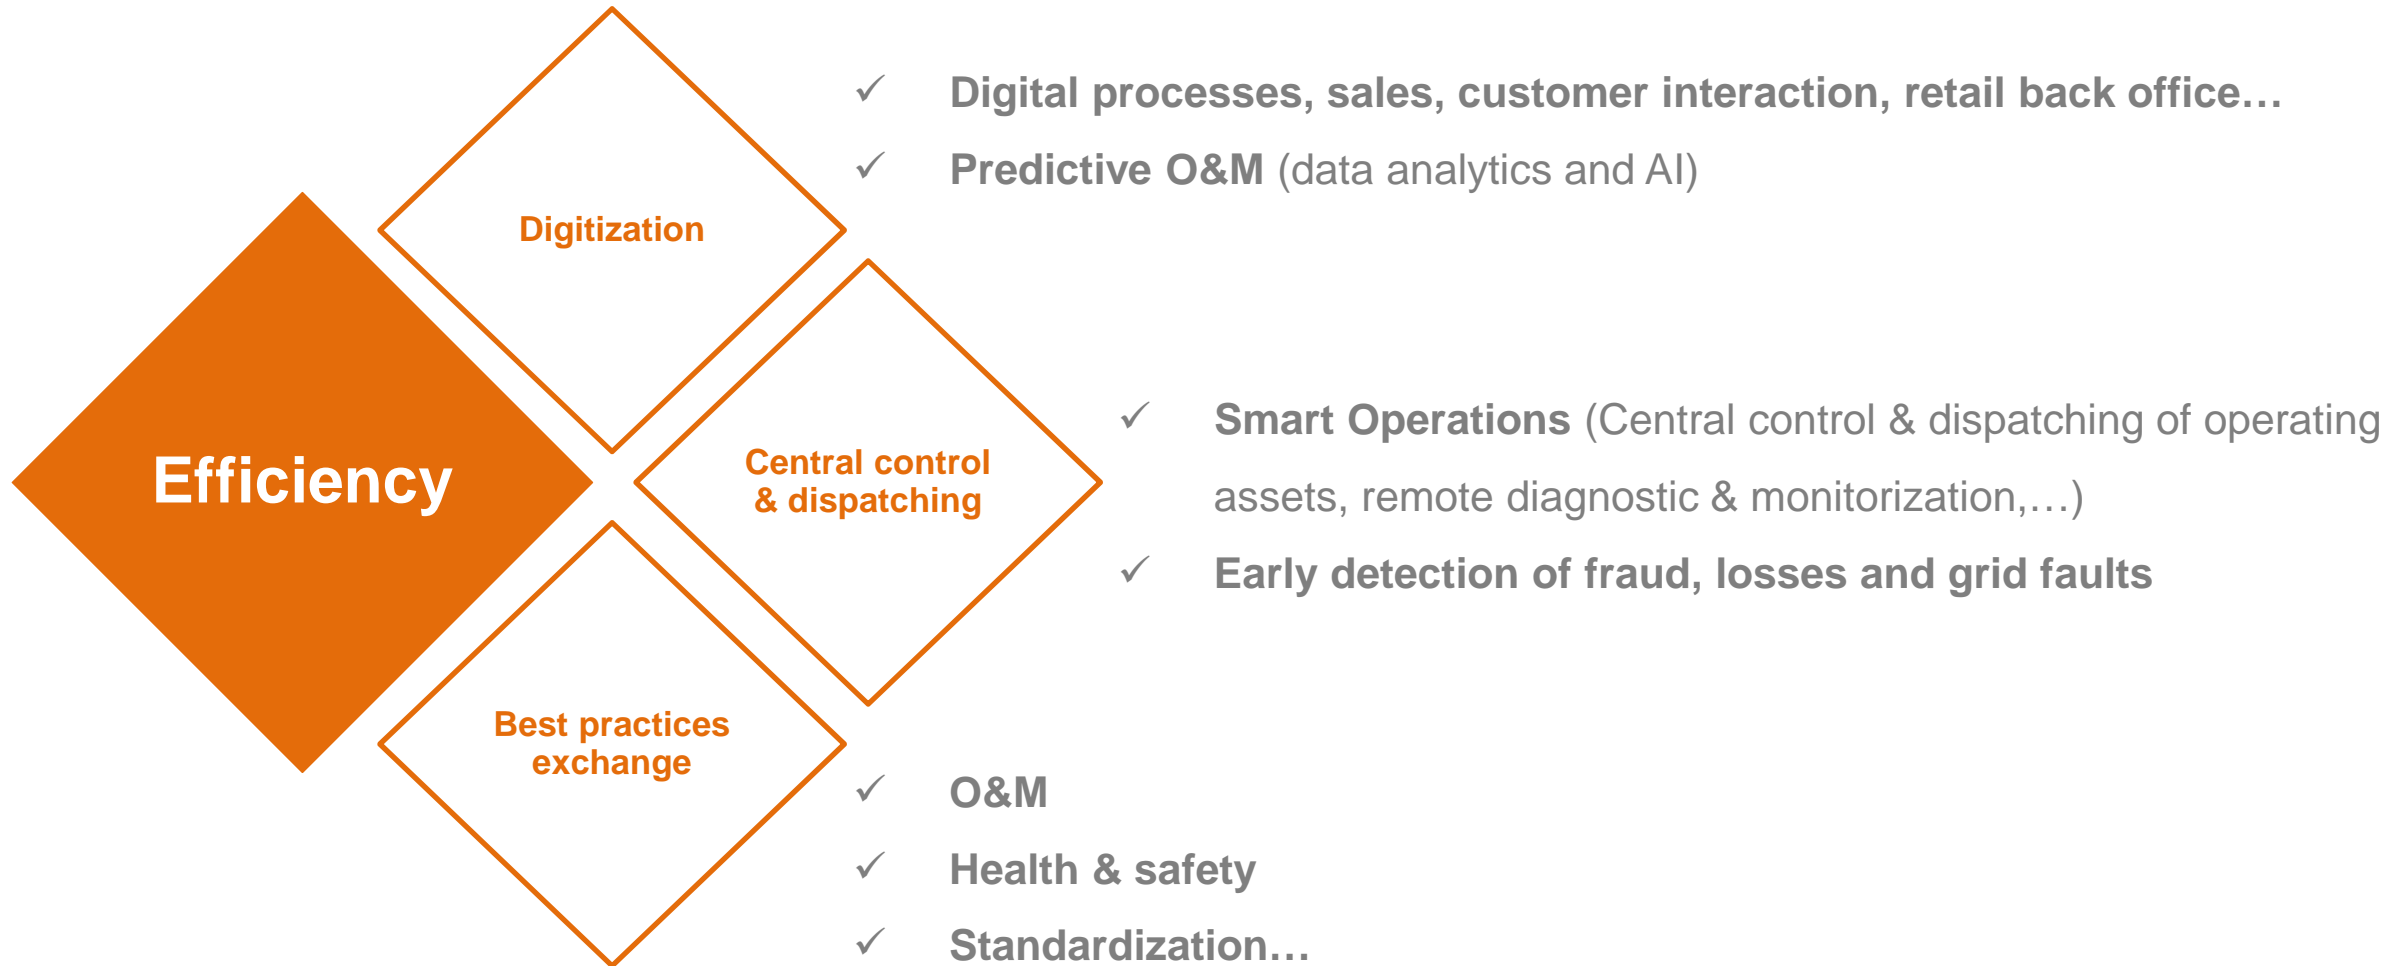 Efficiency
Digitization
✓ Digital processes, sales, customer interaction, retail back office…
✓ Predictive O&M (data analytics and AI)
Central control
& dispatching
✓ Smart Operations (Central control & dispatching of operating
assets, remote diagnostic & monitorization,…)
✓ Early detection of fraud, losses and grid faults
Best practices
exchange
✓ O&M
✓ Health & safety
✓ Standardization…